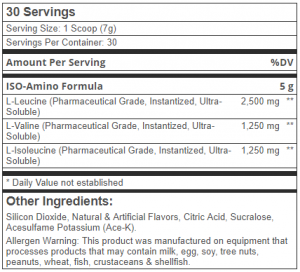 30 Servings
Serving Size: 1 Scoop (7g)
Servings Per Container: 30
Amount Per Serving %DV
ISO-Amino Formula 5 g
L-Leucine (Pharmaceutical Grade, Instantized, Ultra- 2,500 mg **
Soluble)
L-Valine (Pharmaceutical Grade, Instantized, Ultra- 1,250 mg **
Soluble)
L-Isoleucine (Pharmaceutical Grade, Instantized, Ultra- 1,250 mg **
Soluble)
* Daily Value not established
Other Ingredients:
Silicon Dioxide, Natural & Artificial Flavors, Citric Acid, Sucralose,
Acesulfame Potassium (Ace-K).
Allergen Warning: This product was manufactured on equipment that
processes products that may contain milk, egg, soy, tree nuts,
peanuts, wheat, fish, crustaceans & shellfish.